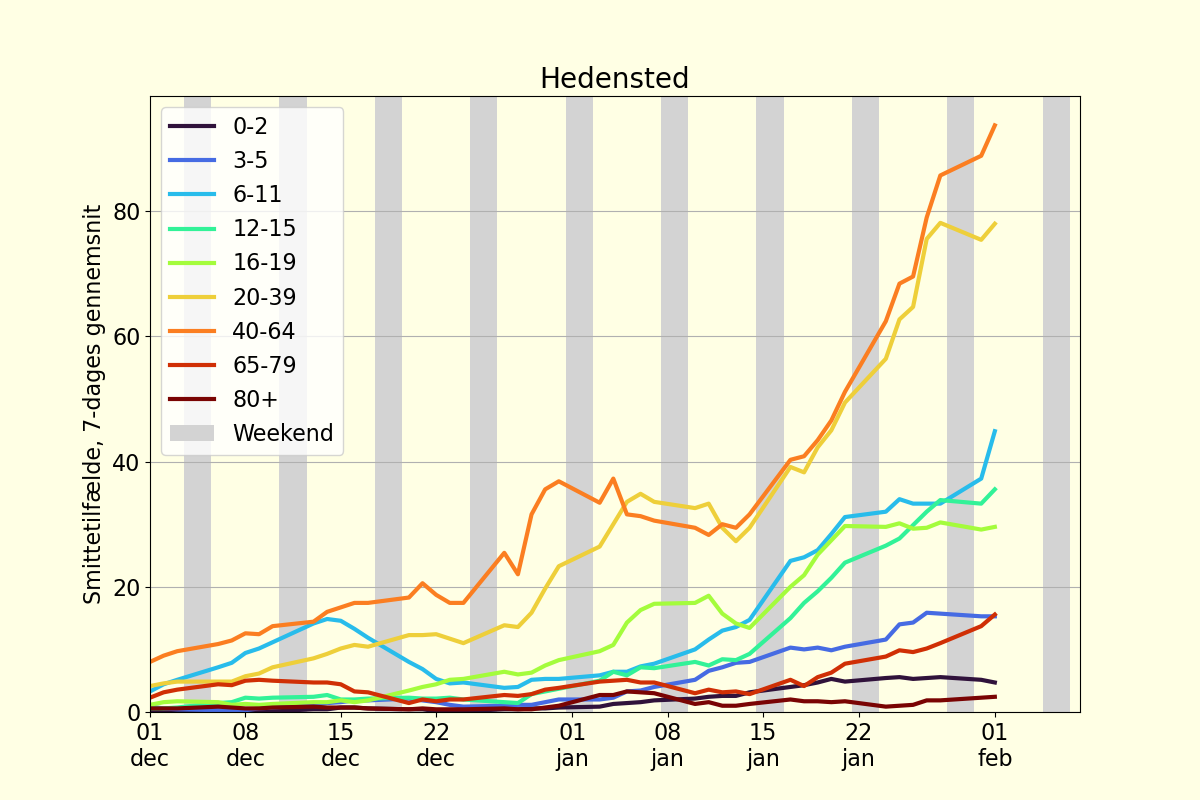 Hedensted
Smittetilfælde, 7-dages gennemsnit
80
60
40
20
0
0-2
3-5
6-11
12-15
16-19
20-39
40-64
65-79
80+
Weekend
01 dec
08 dec
15 dec
22 dec
01 jan
08 jan
15 jan
22 jan
01 feb